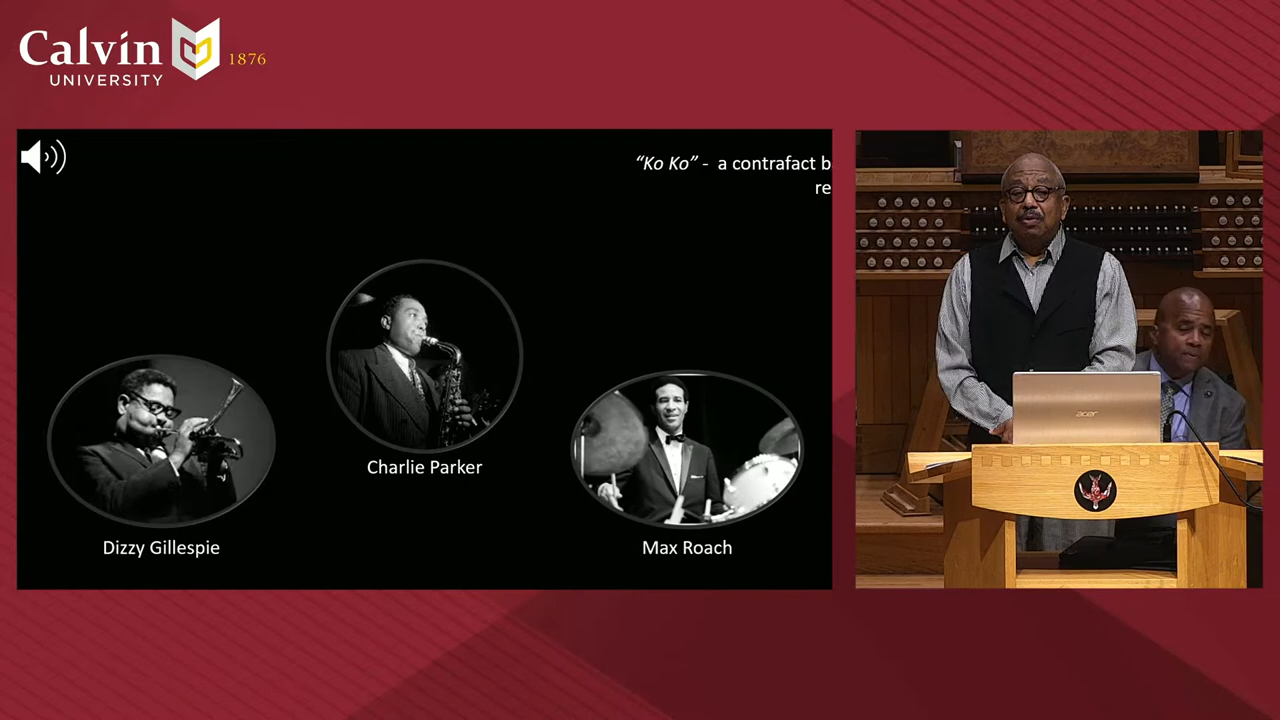 Calvin
UNIVERSITY
1876
“Ko Ko” - a contrafact b
re
Charlie Parker
Dizzy Gillespie
Max Roach
acer